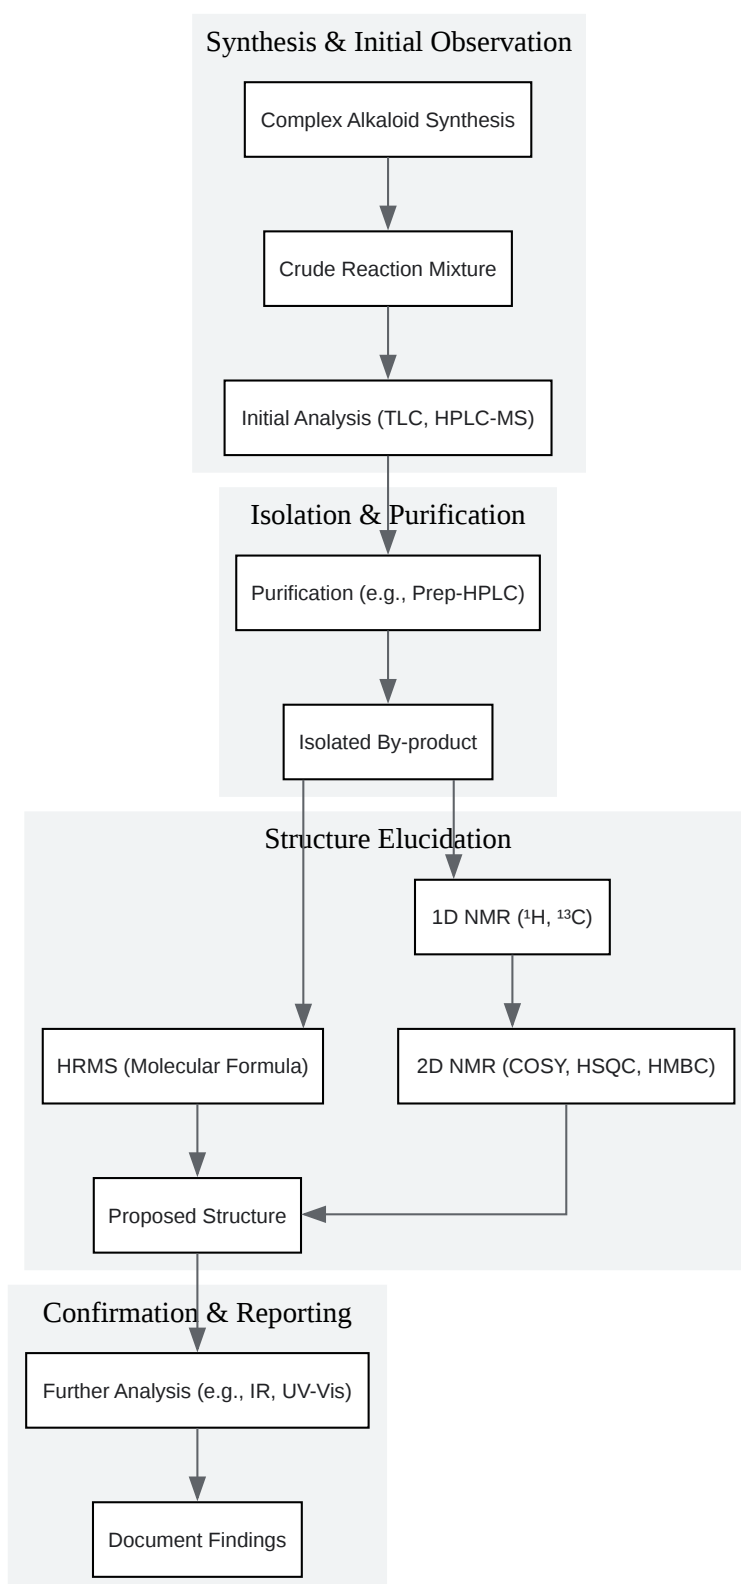 Synthesis & Initial Observation
Complex Alkaloid Synthesis
Crude Reaction Mixture
Initial Analysis (TLC, HPLC-MS)
Isolation & Purification
Purification (e.g., Prep-HPLC)
Isolated By-product
Structure Elucidation
1D NMR (¹H, ¹³C)
HRMS (Molecular Formula)
2D NMR (COSY, HSQC, HMBC)
Proposed Structure
Confirmation & Reporting
Further Analysis (e.g., IR, UV-Vis)
Document Findings